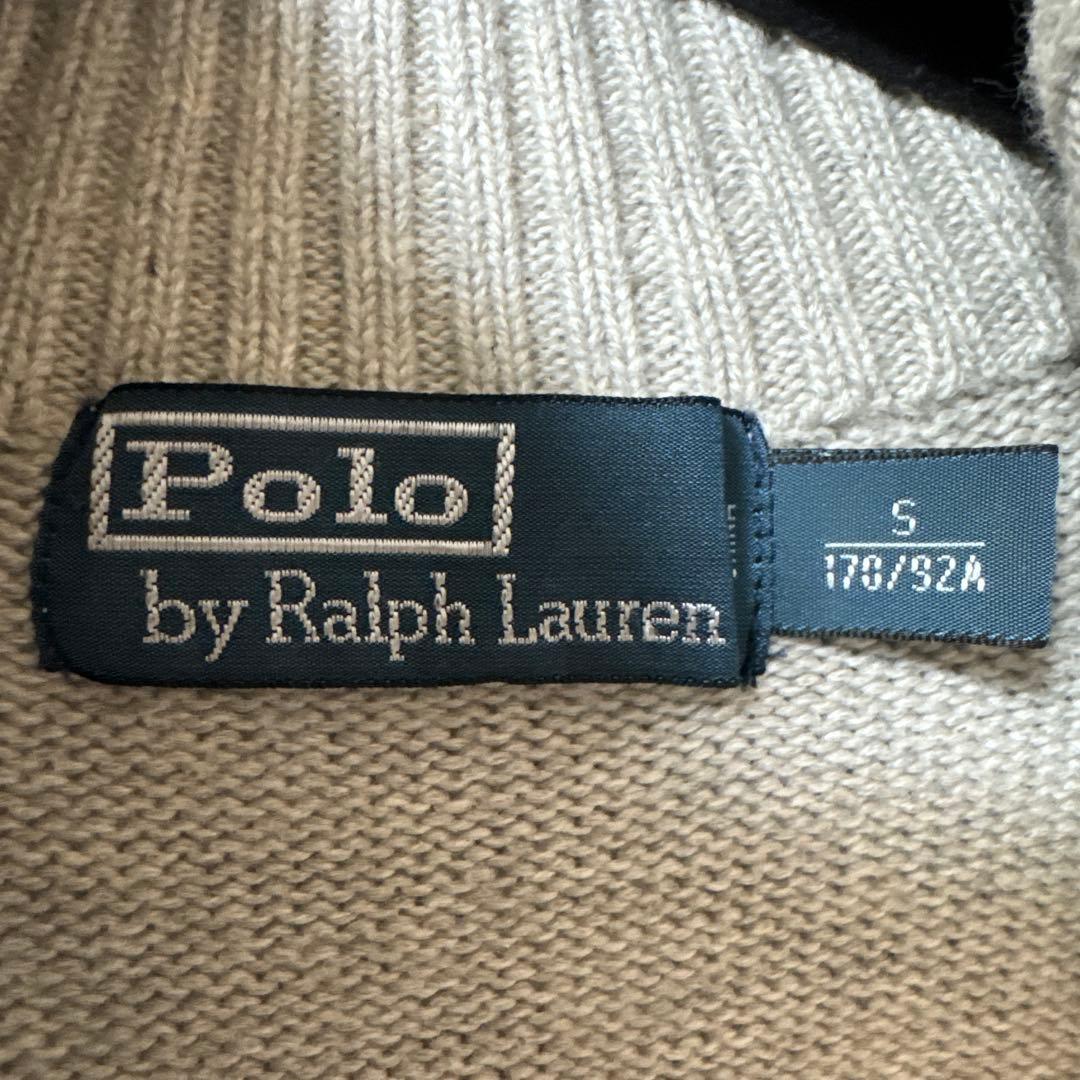 Polo
by Ralph Lauren
S
170/92A